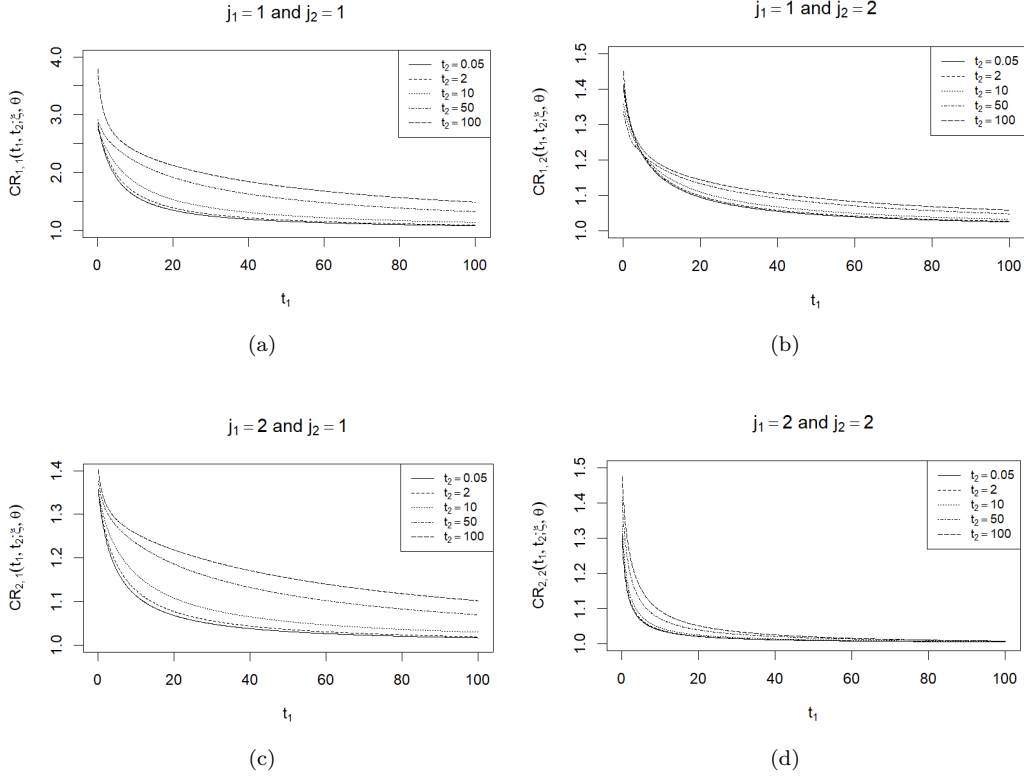 j₁ = 1 and j₂ = 1
CR₁, ₁(t₁, t₂;ξ, θ)
4.0
3.0
2.0
1.0
t₂ = 0.05
t₂ = 2
t₂ = 10
t₂ = 50
t₂ = 100
0 20 40 60 80 100
t₁
(a)
j₁ = 1 and j₂ = 2
CR₁, ₂(t₁, t₂;ξ, θ)
1.5
1.4
1.3
1.2
1.1
1.0
t₂ = 0.05
t₂ = 2
t₂ = 10
t₂ = 50
t₂ = 100
0 20 40 60 80 100
t₁
(b)
j₁ = 2 and j₂ = 1
CR₂, ₁(t₁, t₂;ξ, θ)
1.4
1.3
1.2
1.1
1.0
t₂ = 0.05
t₂ = 2
t₂ = 10
t₂ = 50
t₂ = 100
0 20 40 60 80 100
t₁
(c)
j₁ = 2 and j₂ = 2
CR₂, ₂(t₁, t₂;ξ, θ)
1.5
1.4
1.3
1.2
1.1
1.0
t₂ = 0.05
t₂ = 2
t₂ = 10
t₂ = 50
t₂ = 100
0 20 40 60 80 100
t₁
(d)